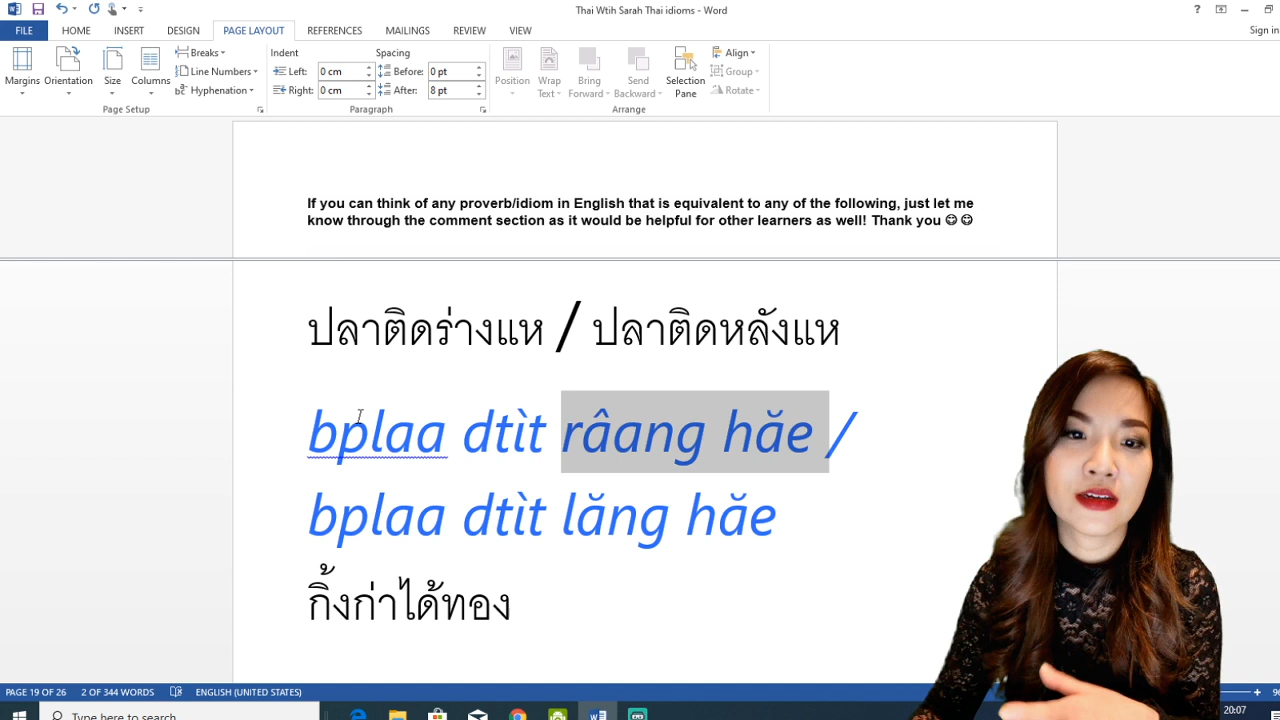 Thai Wtih Sarah Thai idioms - Word
FILE HOME INSERT DESIGN PAGE LAYOUT REFERENCES MAILINGS REVIEW VIEW Sign in
Margins Orientation Size Columns
Breaks
Line Numbers
Hyphenation
Page Setup
Indent Spacing
Left: 0 cm Before: 0 pt
Right: 0 cm After: 8 pt
Paragraph
Position Wrap Text Bring Forward Send Backward Selection Pane
Align
Group
Rotate
Arrange
If you can think of any proverb/idiom in English that is equivalent to any of the following, just let me
know through the comment section as it would be helpful for other learners as well! Thank you 😊😊
ปลาติดร่างแห / ปลาติดหลังแห
bplaa dtìt râang hăe /
bplaa dtìt lăng hăe
กิ้งก่าได้ทอง
PAGE 19 OF 26 2 OF 344 WORDS ENGLISH (UNITED STATES)
Type here to search
20:07